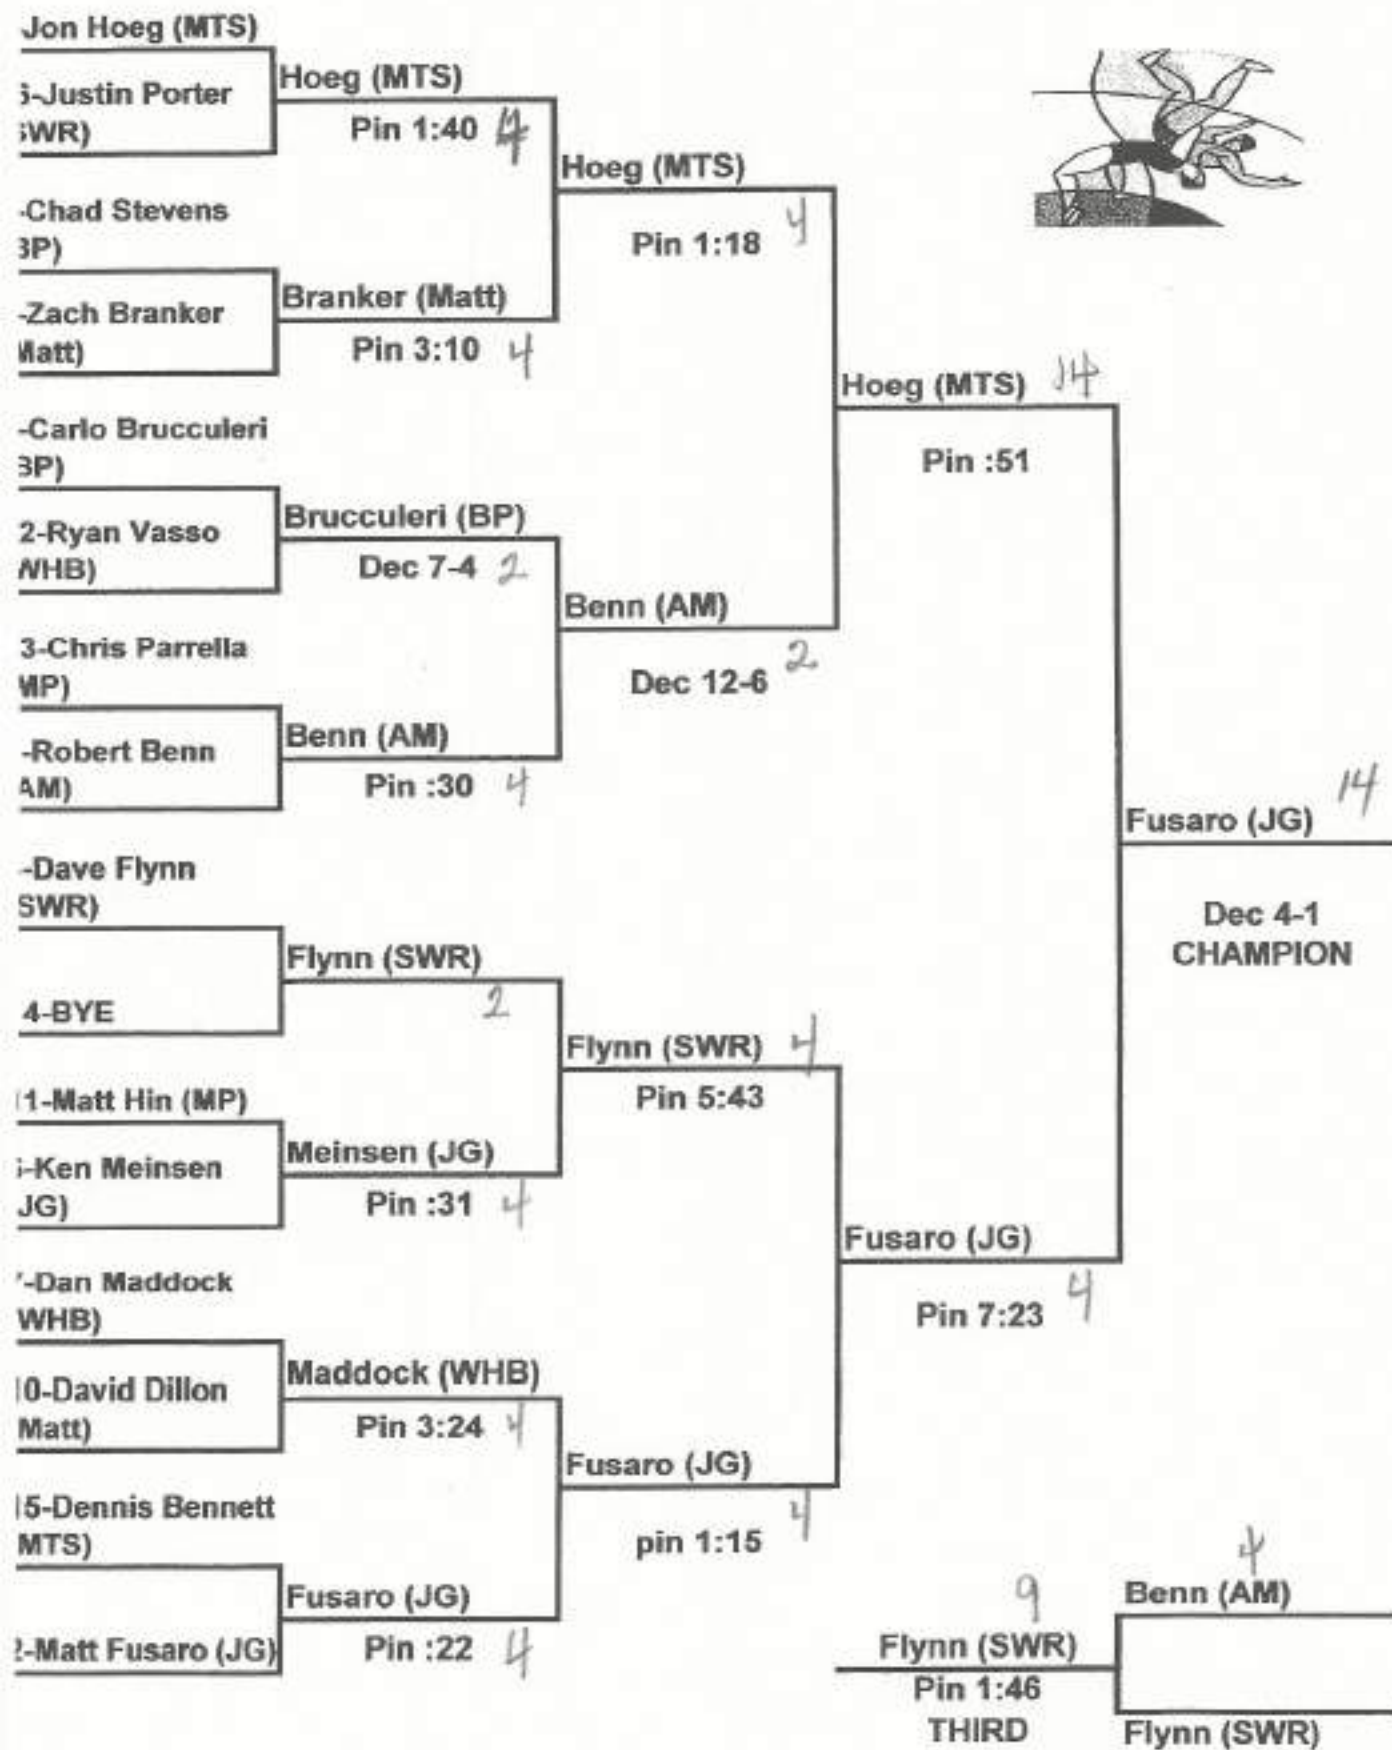 Jon Hoeg (MTS)
-Justin Porter
WR)
-Chad Stevens
BP)
-Zach Branker
Matt)
-Carlo Brucculeri
BP)
2-Ryan Vasso
WHB)
3-Chris Parrella
MP)
-Robert Benn
AM)
-Dave Flynn
SWR)
4-BYE
1-Matt Hin (MP)
-Ken Meinsen
JG)
-Dan Maddock
WHB)
0-David Dillon
Matt)
5-Dennis Bennett
MTS)
2-Matt Fusaro (JG)
Hoeg (MTS)
Pin 1:40 4
Branker (Matt)
Pin 3:10 4
Brucculeri (BP)
Dec 7-4 2
Benn (AM)
Pin :30 4
Flynn (SWR)
2
Meinsen (JG)
Pin :31 4
Maddock (WHB)
Pin 3:24 4
Fusaro (JG)
Pin :22 4
Hoeg (MTS)
Pin 1:18 4
Benn (AM)
Dec 12-6 2
Flynn (SWR) 4
Pin 5:43
Fusaro (JG)
pin 1:15 4
Hoeg (MTS) 14
Pin :51
Fusaro (JG)
Pin 7:23 4
Fusaro (JG) 14
Dec 4-1
CHAMPION
4
Benn (AM)
9
Flynn (SWR)
Pin 1:46
THIRD
Flynn (SWR)